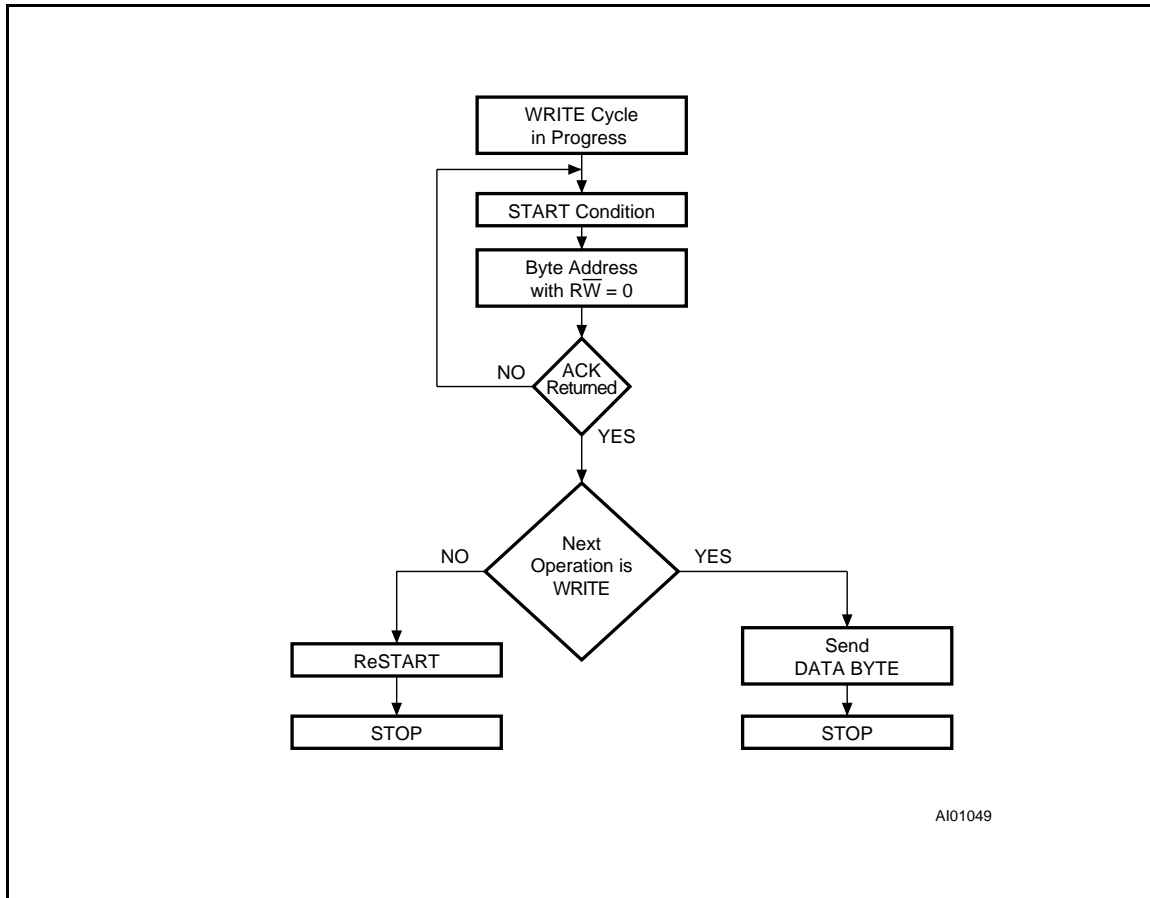 WRITE Cycle
in Progress
START Condition
Byte Address
with RW̅ = 0
NO
ACK
Returned
YES
NO
Next
Operation is
WRITE
YES
ReSTART
Send
DATA BYTE
STOP
STOP
AI01049